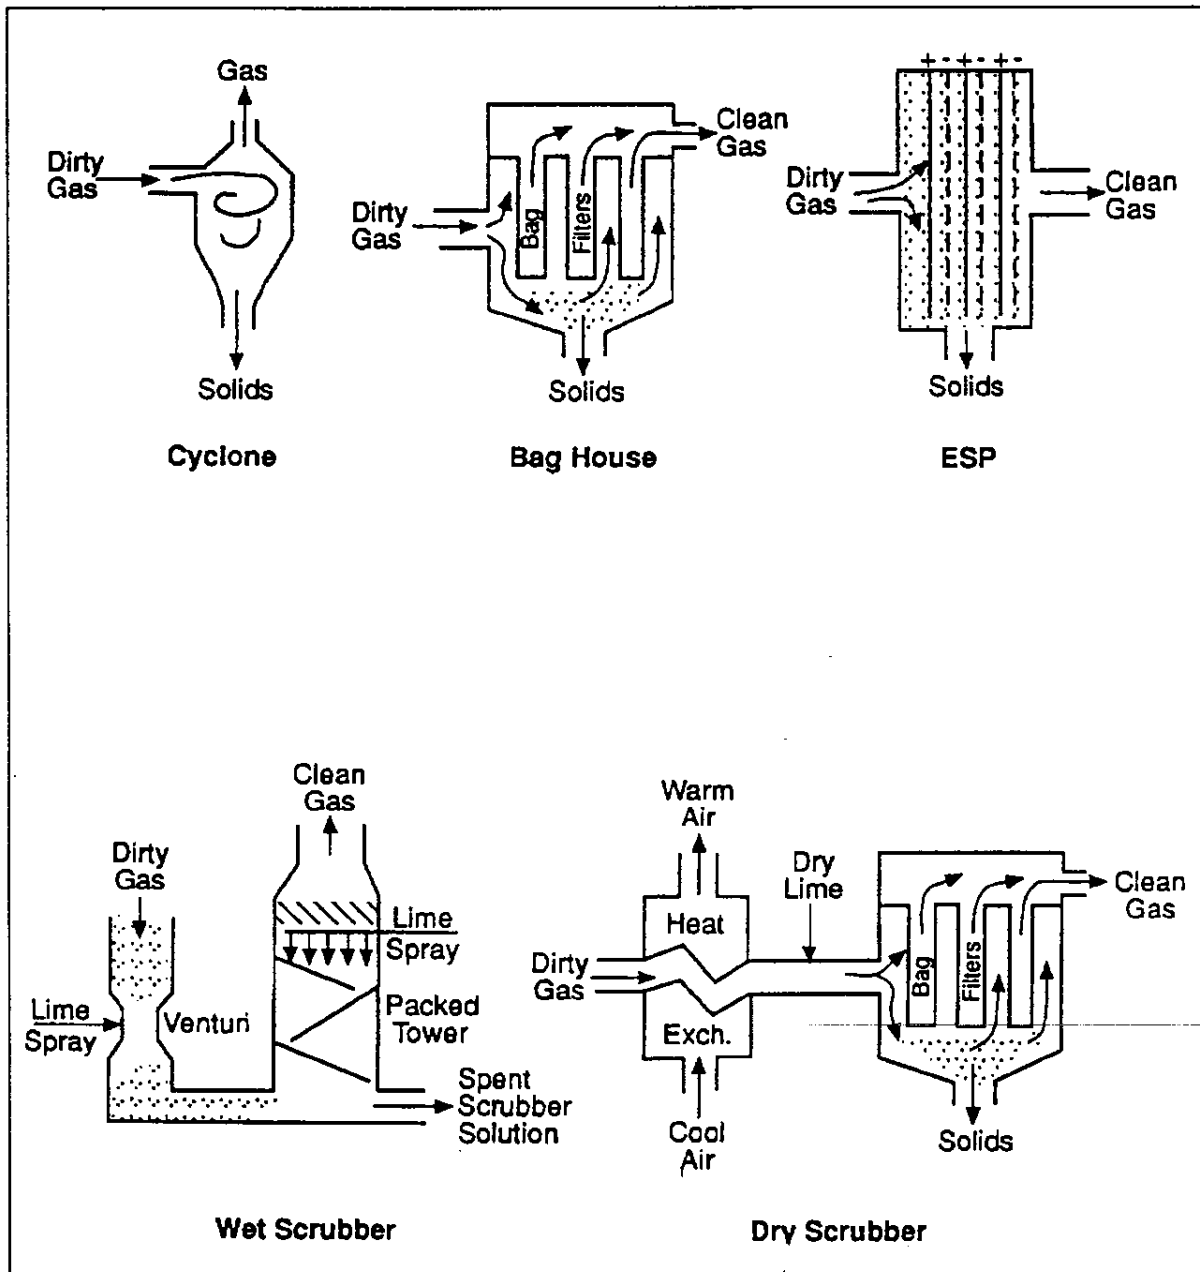 Gas
Dirty
Gas
Solids
Cyclone
Clean
Gas
Dirty
Gas
Bag
Filters
Solids
Bag House
+ - + - + -
Dirty
Gas
Clean
Gas
Solids
ESP
Clean
Gas
Dirty
Gas
Lime
Spray
Lime
Spray
Venturi
Packed
Tower
Spent
Scrubber
Solution
Wet Scrubber
Warm
Air
Dry
Lime
Heat
Dirty
Gas
Exch.
Cool
Air
Bag
Filters
Clean
Gas
Solids
Dry Scrubber